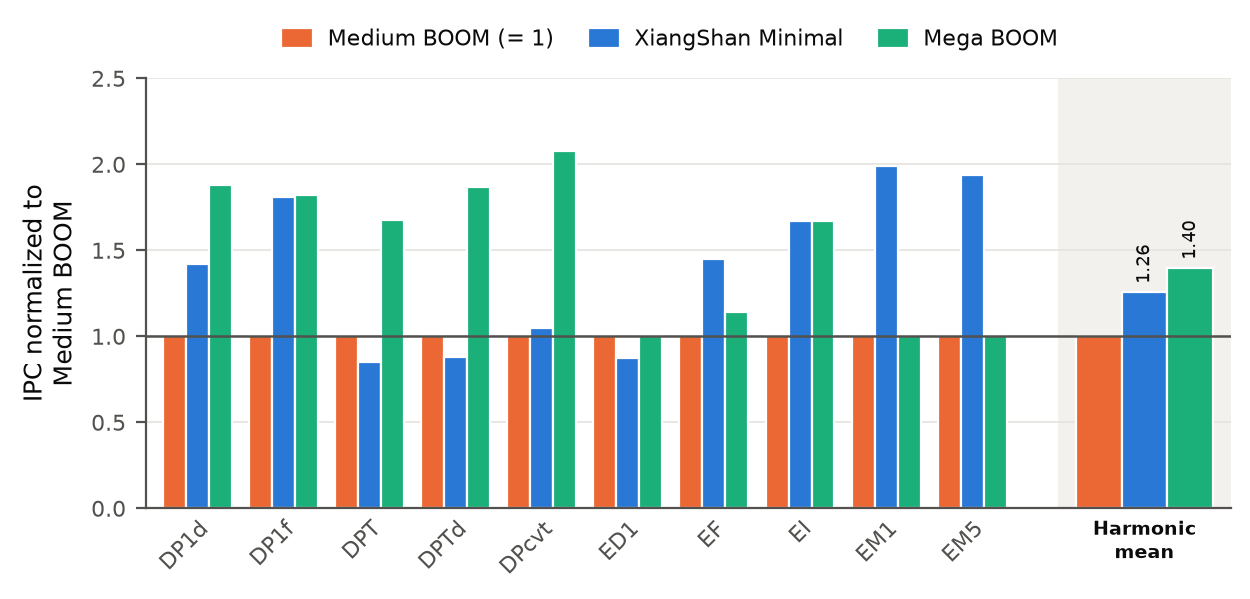 Medium BOOM (= 1)
XiangShan Minimal
Mega BOOM
IPC normalized to
Medium BOOM
2.5
2.0
1.5
1.0
0.5
0.0
1.26
1.40
DP1d
DP1f
DPT
DPTd
DPcvt
ED1
EF
EI
EM1
EM5
Harmonic
mean